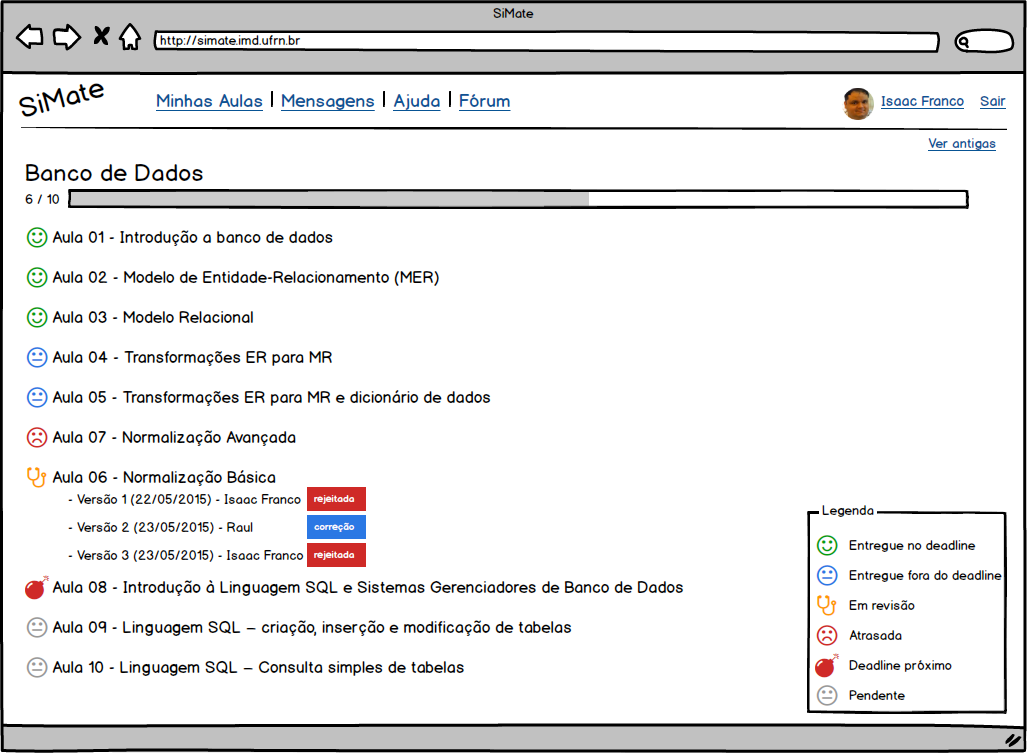 SiMate
http://simate.imd.ufrn.br
SiMate
Minhas Aulas | Mensagens | Ajuda | Fórum
Isaac Franco Sair
Ver antigas
Banco de Dados
6 / 10
Aula 01 - Introdução a banco de dados
Aula 02 - Modelo de Entidade-Relacionamento (MER)
Aula 03 - Modelo Relacional
Aula 04 - Transformações ER para MR
Aula 05 - Transformações ER para MR e dicionário de dados
Aula 07 - Normalização Avançada
Aula 06 - Normalização Básica
- Versão 1 (22/05/2015) - Isaac Franco rejeitada
- Versão 2 (23/05/2015) - Raul correção
- Versão 3 (23/05/2015) - Isaac Franco rejeitada
Aula 08 - Introdução à Linguagem SQL e Sistemas Gerenciadores de Banco de Dados
Aula 09 - Linguagem SQL – criação, inserção e modificação de tabelas
Aula 10 - Linguagem SQL – Consulta simples de tabelas
Legenda
Entregue no deadline
Entregue fora do deadline
Em revisão
Atrasada
Deadline próximo
Pendente